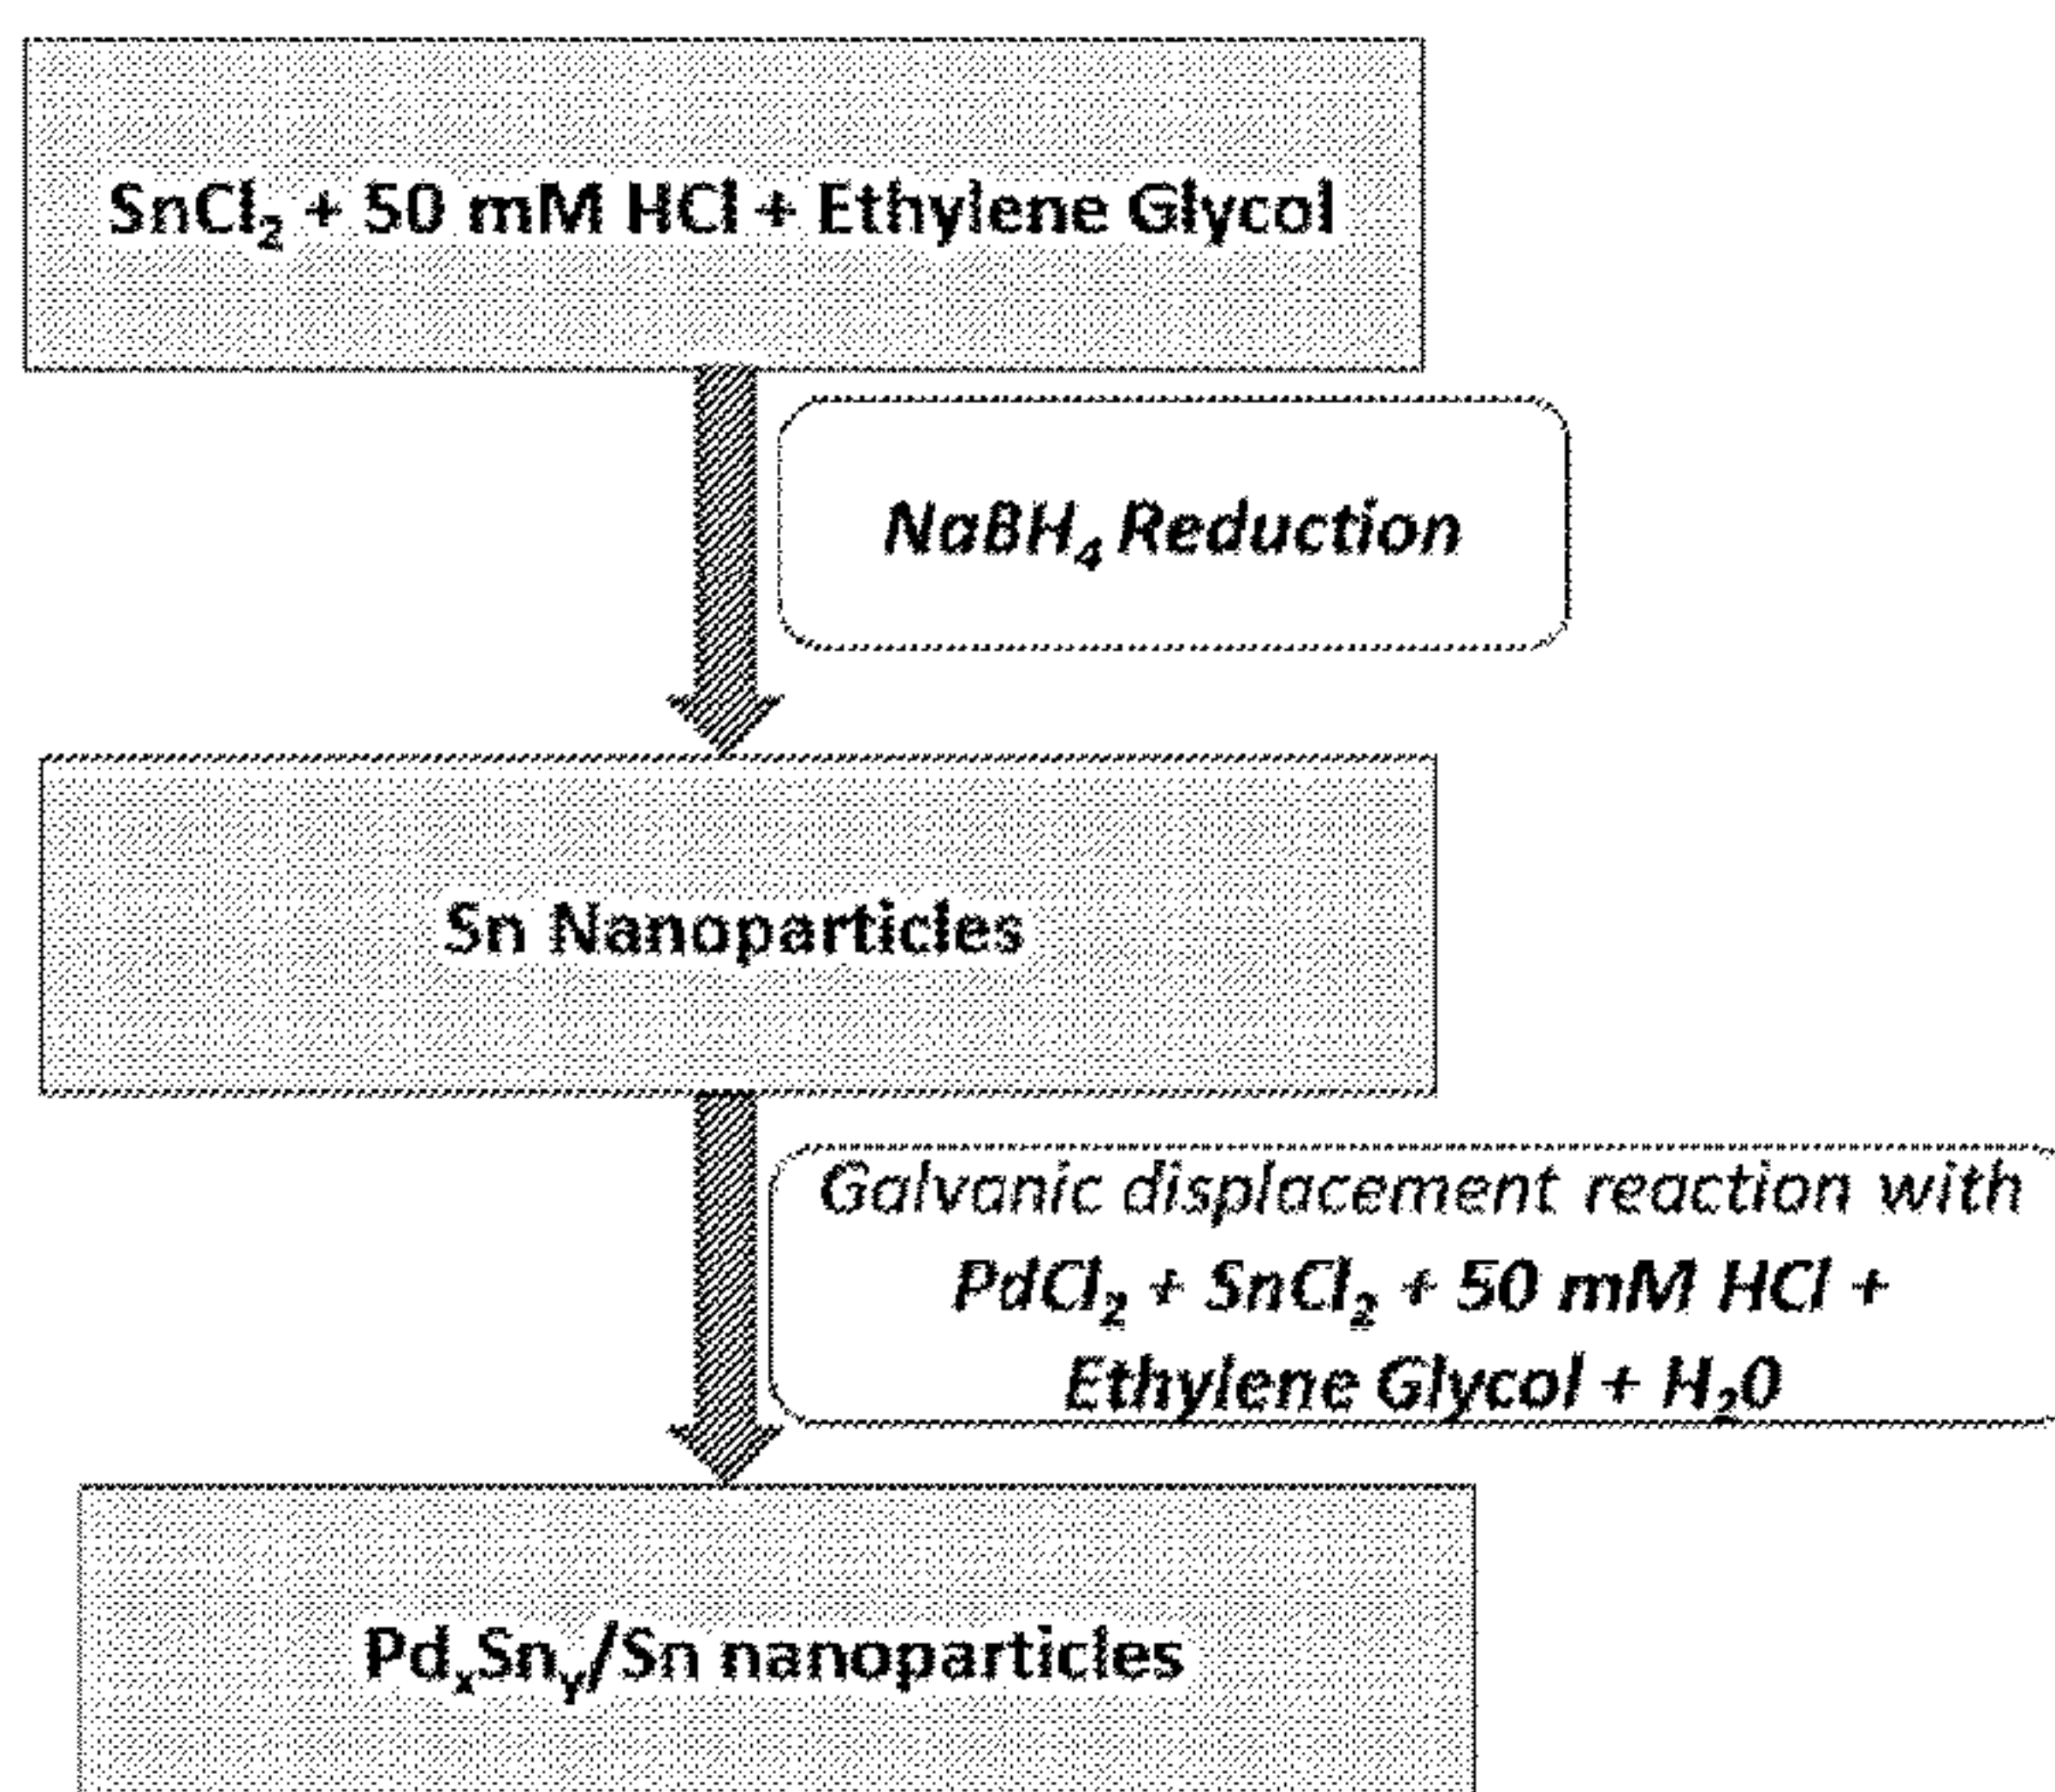 SnCl₂ + 50 mM HCl + Ethylene Glycol
NaBH₄ Reduction
Sn Nanoparticles
Galvanic displacement reaction with
PdCl₂ + SnCl₂ + 50 mM HCl +
Ethylene Glycol + H₂0
PdₓSnᵧ/Sn nanoparticles